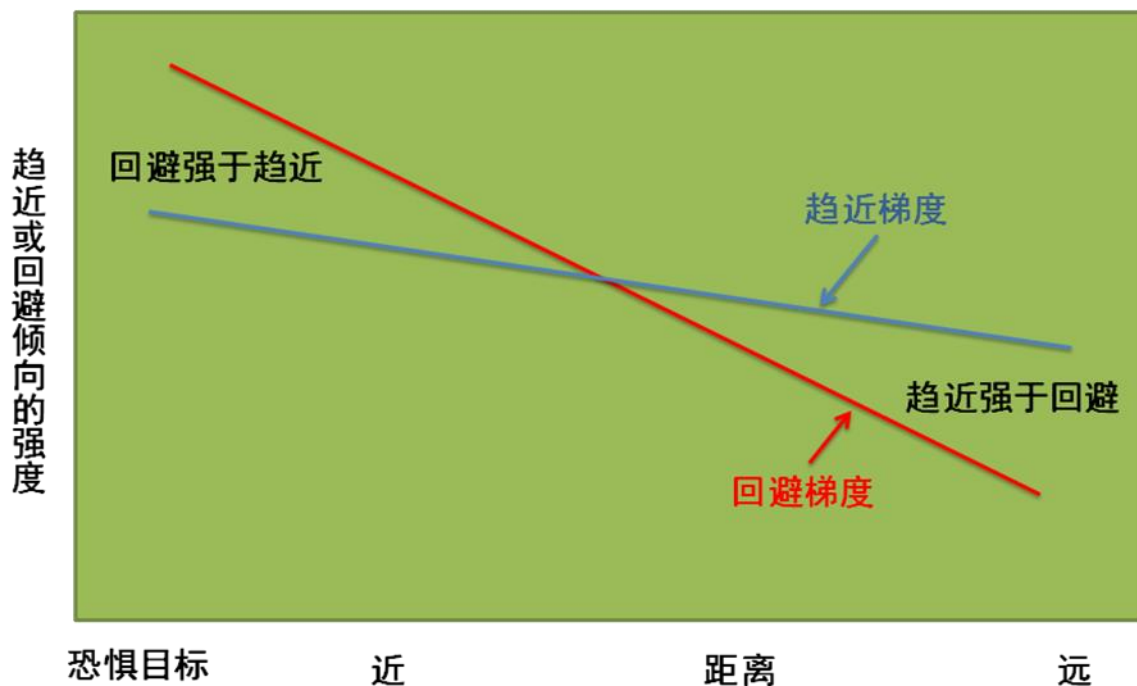 趋近或回避倾向的强度
回避强于趋近
趋近梯度
趋近强于回避
回避梯度
恐惧目标 近 距离 远